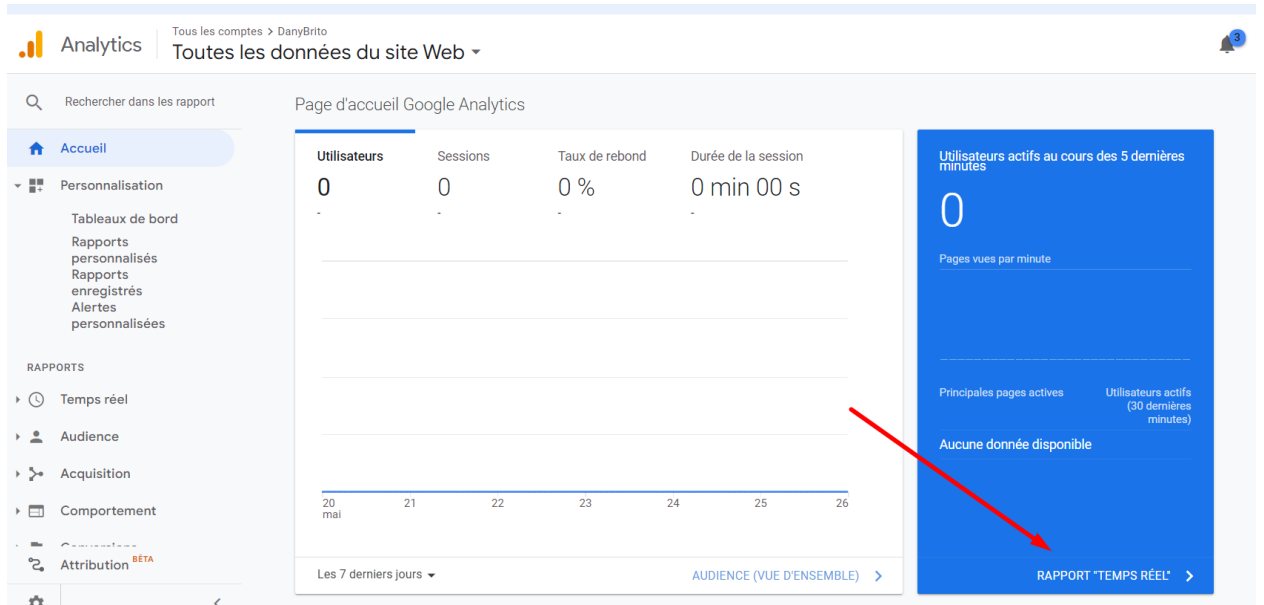 Analytics
Tous les comptes > DanyBrito
Toutes les données du site Web
3
Rechercher dans les rapport
Accueil
Personnalisation
Tableaux de bord
Rapports
personnalisés
Rapports
enregistrés
Alertes
personnalisées
RAPPORTS
Temps réel
Audience
Acquisition
Comportement
Conversions
Attribution BÊTA
Page d'accueil Google Analytics
Utilisateurs
0
-
Sessions
0
-
Taux de rebond
0 %
-
Durée de la session
0 min 00 s
-
20
mai
21
22
23
24
25
26
Les 7 derniers jours
AUDIENCE (VUE D'ENSEMBLE)
Utilisateurs actifs au cours des 5 dernières
minutes
0
Pages vues par minute
Principales pages actives
Utilisateurs actifs
(30 dernières
minutes)
Aucune donnée disponible
RAPPORT "TEMPS RÉEL"